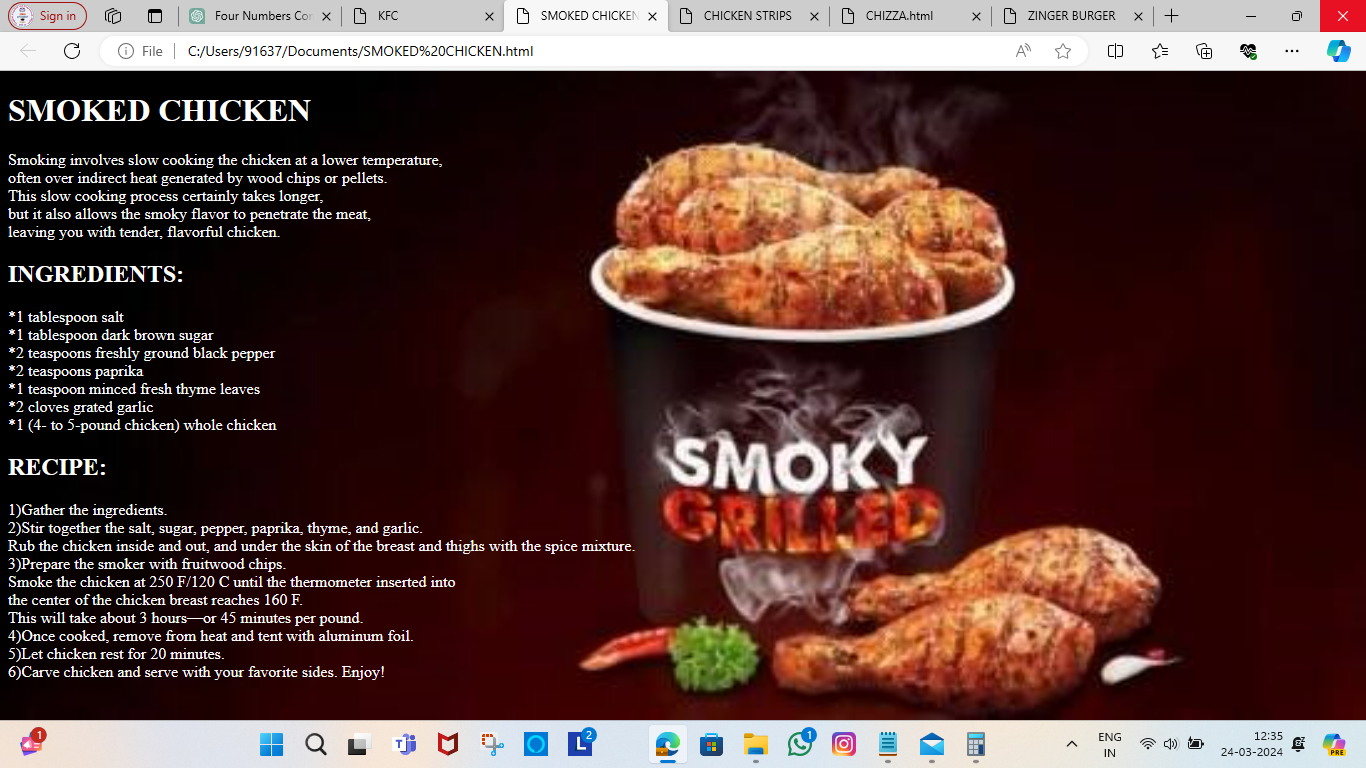 Sign in
Four Numbers Cor
KFC
SMOKED CHICKEN
CHICKEN STRIPS
CHIZZA.html
ZINGER BURGER
File
C:/Users/91637/Documents/SMOKED%20CHICKEN.html
SMOKED CHICKEN
Smoking involves slow cooking the chicken at a lower temperature,
often over indirect heat generated by wood chips or pellets.
This slow cooking process certainly takes longer,
but it also allows the smoky flavor to penetrate the meat,
leaving you with tender, flavorful chicken.
INGREDIENTS:
*1 tablespoon salt
*1 tablespoon dark brown sugar
*2 teaspoons freshly ground black pepper
*2 teaspoons paprika
*1 teaspoon minced fresh thyme leaves
*2 cloves grated garlic
*1 (4- to 5-pound chicken) whole chicken
RECIPE:
1)Gather the ingredients.
2)Stir together the salt, sugar, pepper, paprika, thyme, and garlic.
Rub the chicken inside and out, and under the skin of the breast and thighs with the spice mixture.
3)Prepare the smoker with fruitwood chips.
Smoke the chicken at 250 F/120 C until the thermometer inserted into
the center of the chicken breast reaches 160 F.
This will take about 3 hours—or 45 minutes per pound.
4)Once cooked, remove from heat and tent with aluminum foil.
5)Let chicken rest for 20 minutes.
6)Carve chicken and serve with your favorite sides. Enjoy!
SMOKY
GRILLED
1
2
1
ENG
IN
12:35
24-03-2024
PRE